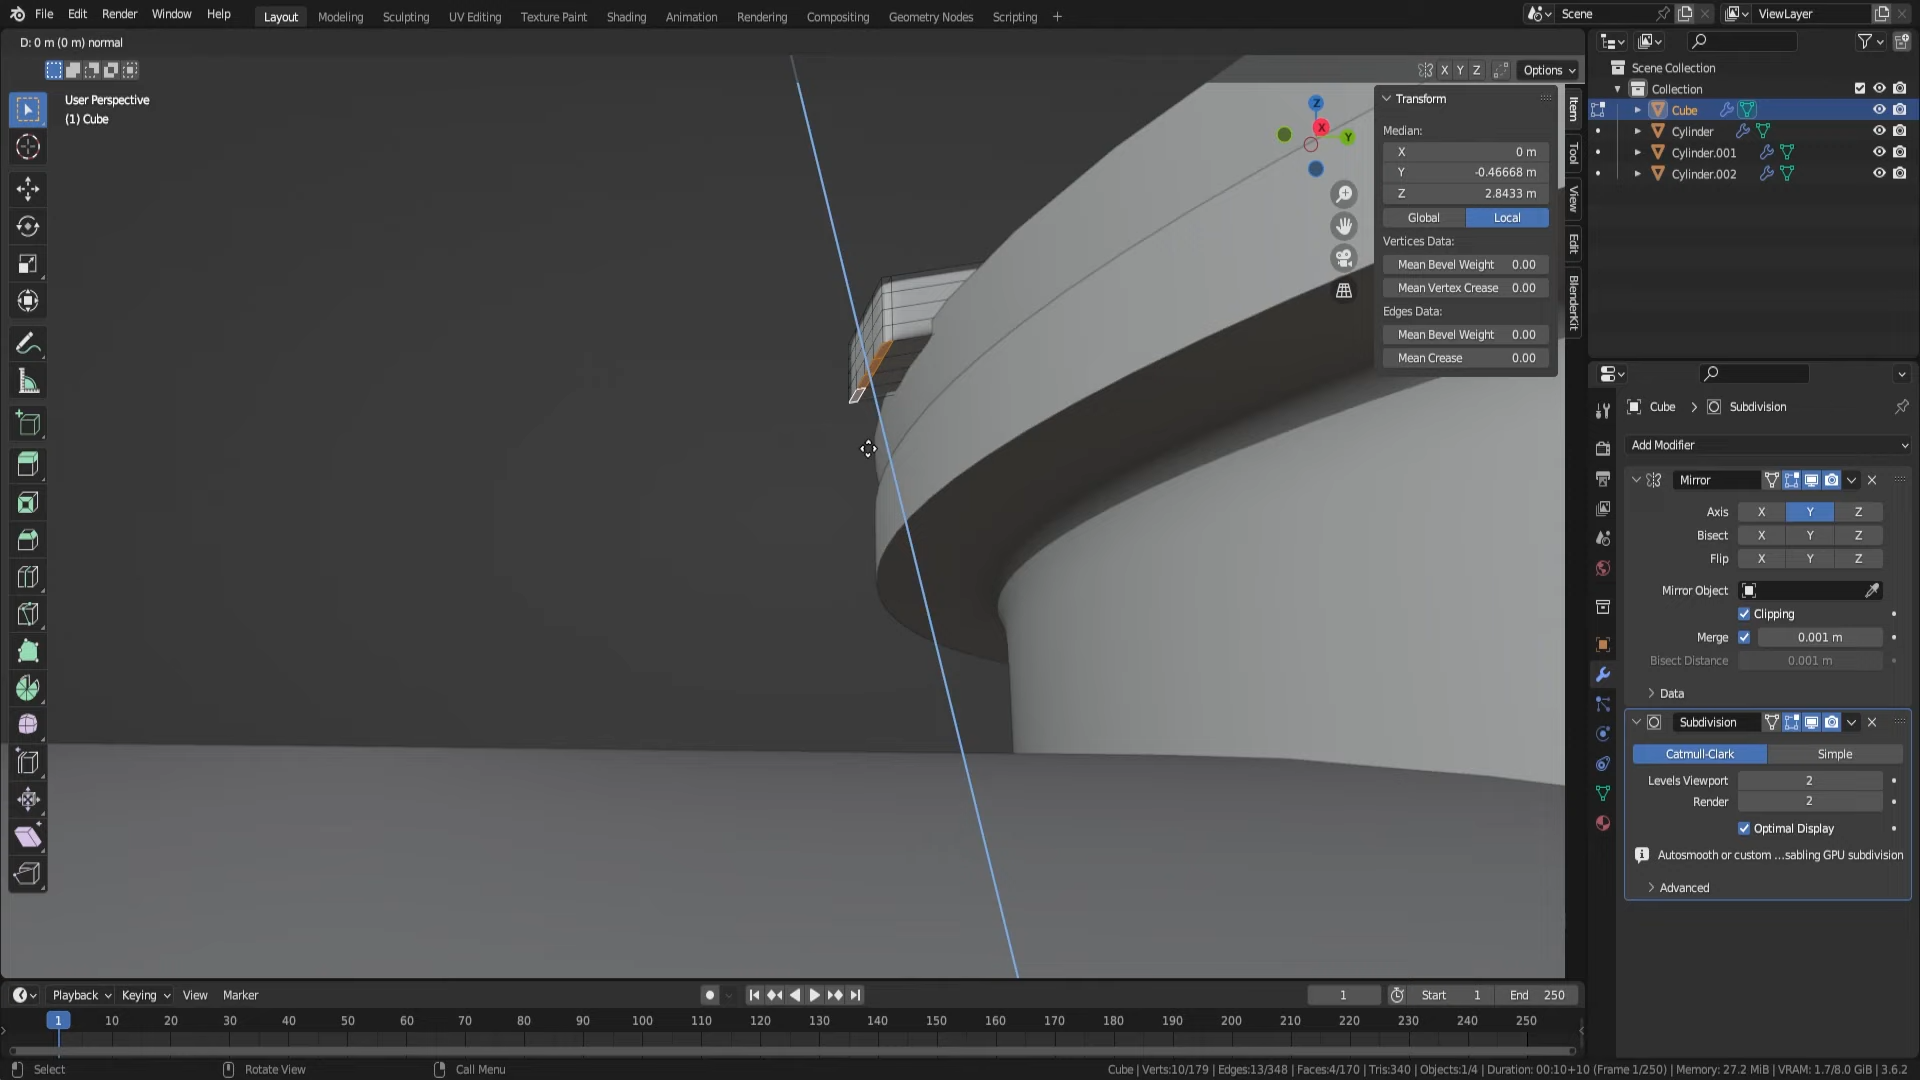 File Edit Render Window Help Layout Modeling Sculpting UV Editing Texture Paint Shading Animation Rendering Compositing Geometry Nodes Scripting + Scene ViewLayer
D: 0 m (0 m) normal
X Y Z Options
User Perspective
(1) Cube
Scene Collection
Collection
Cube
Cylinder
Cylinder.001
Cylinder.002
Z
X
Y
Transform
Median:
X 0 m
Y -0.46668 m
Z 2.8433 m
Global Local
Vertices Data:
Mean Bevel Weight 0.00
Mean Vertex Crease 0.00
Edges Data:
Mean Bevel Weight 0.00
Mean Crease 0.00
Item
Tool
View
Edit
BlenderKit
Cube Subdivision
Add Modifier
Mirror
Axis X Y Z
Bisect X Y Z
Flip X Y Z
Mirror Object
Clipping
Merge 0.001 m
Bisect Distance 0.001 m
Data
Subdivision
Catmull-Clark Simple
Levels Viewport 2
Render 2
Optimal Display
Autosmooth or custom ...sabling GPU subdivision
Advanced
Playback Keying View Marker 1 Start 1 End 250
1 10 20 30 40 50 60 70 80 90 100 110 120 130 140 150 160 170 180 190 200 210 220 230 240 250
Select Rotate View Call Menu Cube | Verts:10/179 | Edges:13/348 | Faces:4/170 | Tris:340 | Objects:1/4 | Duration: 00:10+10 (Frame 1/250) | Memory: 27.2 MiB | VRAM: 1.7/8.0 GiB | 3.6.2